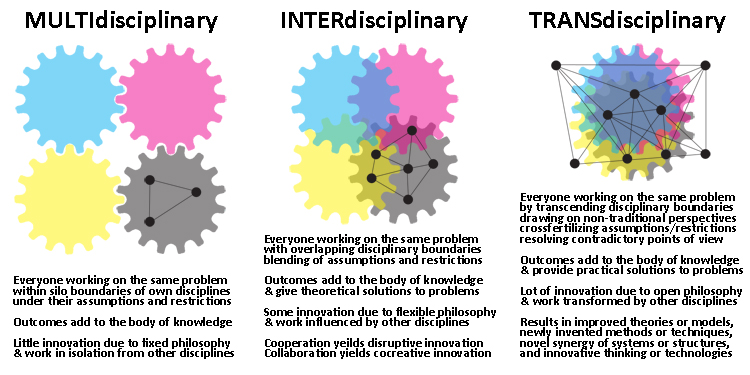 MULTIdisciplinary
Everyone working on the same problem
within silo boundaries of own disciplines
under their assumptions and restrictions
Outcomes add to the body of knowledge
Little innovation due to fixed philosophy
& work in isolation from other disciplines
INTERdisciplinary
Everyone working on the same problem
with overlapping disciplinary boundaries
blending of assumptions and restrictions
Outcomes add to the body of knowledge
& give theoretical solutions to problems
Some innovation due to flexible philosophy
& work influenced by other disciplines
Cooperation yeilds disruptive innovation
Collaboration yields cocreative innovation
TRANSdisciplinary
Everyone working on the same problem
by transcending disciplinary boundaries
drawing on non-traditional perspectives
crossfertilizing assumptions/restrictions
resolving contradictory points of view
Outcomes add to the body of knowledge
& provide practical solutions to problems
Lot of innovation due to open philosophy
& work transformed by other disciplines
Results in improved theories or models,
newly invented methods or techniques,
novel synergy of systems or structures,
and innovative thinking or technologies